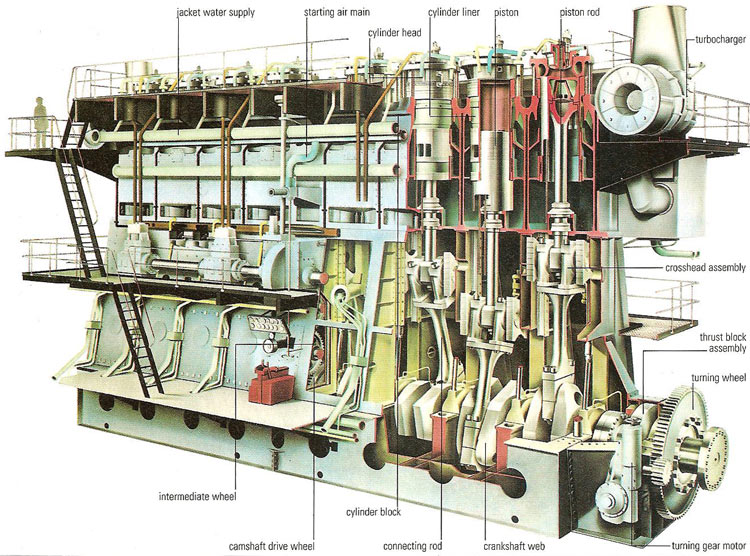 jacket water supply
starting air main
cylinder head
cylinder liner
piston
piston rod
turbocharger
crosshead assembly
thrust block
assembly
turning wheel
intermediate wheel
cylinder block
camshaft drive wheel
connecting rod
crankshaft web
turning gear motor